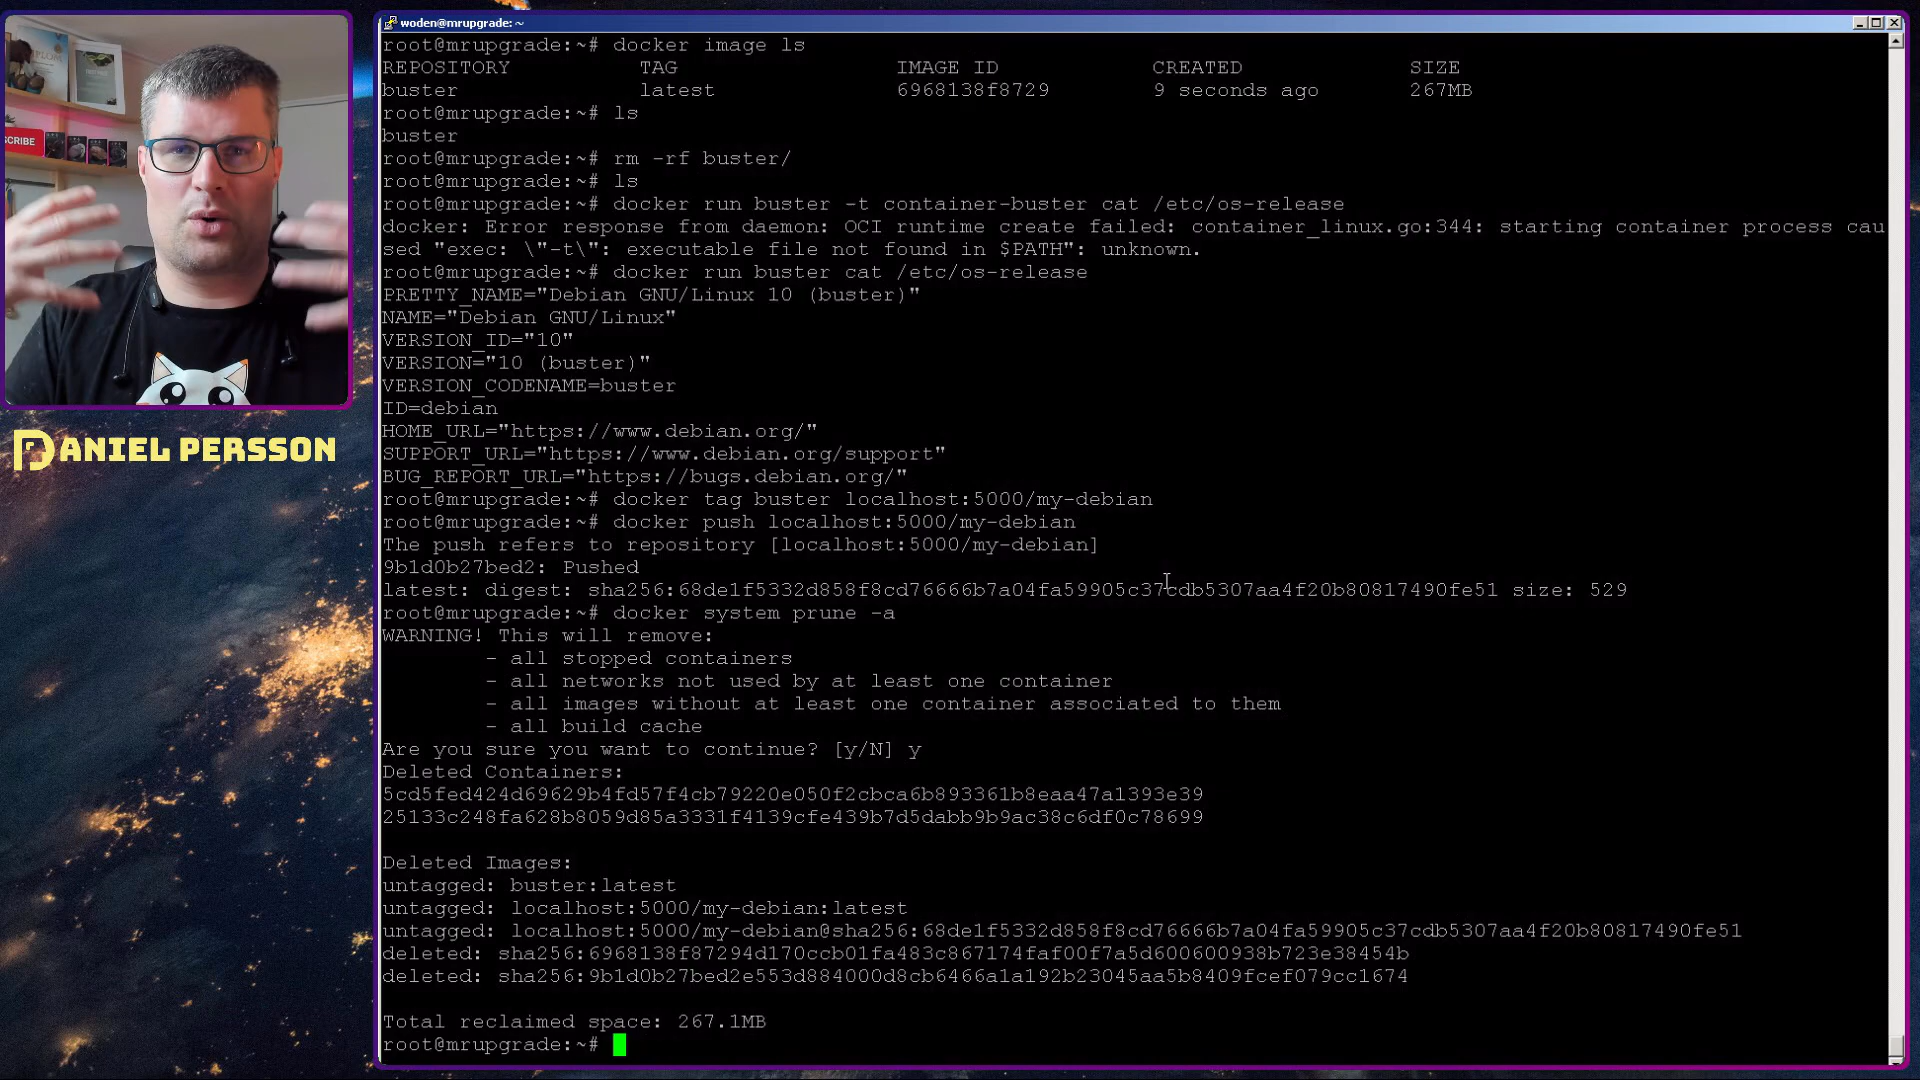 woden@mrupgrade: ~
root@mrupgrade:~# docker image ls
REPOSITORY TAG IMAGE ID CREATED SIZE
buster latest 6968138f8729 9 seconds ago 267MB
root@mrupgrade:~# ls
buster
root@mrupgrade:~# rm -rf buster/
root@mrupgrade:~# ls
root@mrupgrade:~# docker run buster -t container-buster cat /etc/os-release
docker: Error response from daemon: OCI runtime create failed: container_linux.go:344: starting container process cau
sed "exec: \"-t\": executable file not found in $PATH": unknown.
root@mrupgrade:~# docker run buster cat /etc/os-release
PRETTY_NAME="Debian GNU/Linux 10 (buster)"
NAME="Debian GNU/Linux"
VERSION_ID="10"
VERSION="10 (buster)"
VERSION_CODENAME=buster
ID=debian
HOME_URL="https://www.debian.org/"
SUPPORT_URL="https://www.debian.org/support"
BUG_REPORT_URL="https://bugs.debian.org/"
root@mrupgrade:~# docker tag buster localhost:5000/my-debian
root@mrupgrade:~# docker push localhost:5000/my-debian
The push refers to repository [localhost:5000/my-debian]
9b1d0b27bed2: Pushed
latest: digest: sha256:68de1f5332d858f8cd76666b7a04fa59905c37cdb5307aa4f20b80817490fe51 size: 529
root@mrupgrade:~# docker system prune -a
WARNING! This will remove:
- all stopped containers
- all networks not used by at least one container
- all images without at least one container associated to them
- all build cache
Are you sure you want to continue? [y/N] y
Deleted Containers:
5cd5fed424d69629b4fd57f4cb79220e050f2cbca6b893361b8eaa47a1393e39
25133c248fa628b8059d85a3331f4139cfe439b7d5dabb9b9ac38c6df0c78699
Deleted Images:
untagged: buster:latest
untagged: localhost:5000/my-debian:latest
untagged: localhost:5000/my-debian@sha256:68de1f5332d858f8cd76666b7a04fa59905c37cdb5307aa4f20b80817490fe51
deleted: sha256:6968138f87294d170ccb01fa483c867174faf00f7a5d600600938b723e38454b
deleted: sha256:9b1d0b27bed2e553d884000d8cb6466a1a192b23045aa5b8409fcef079cc1674
Total reclaimed space: 267.1MB
root@mrupgrade:~#
CRIBE
DANIEL PERSSON